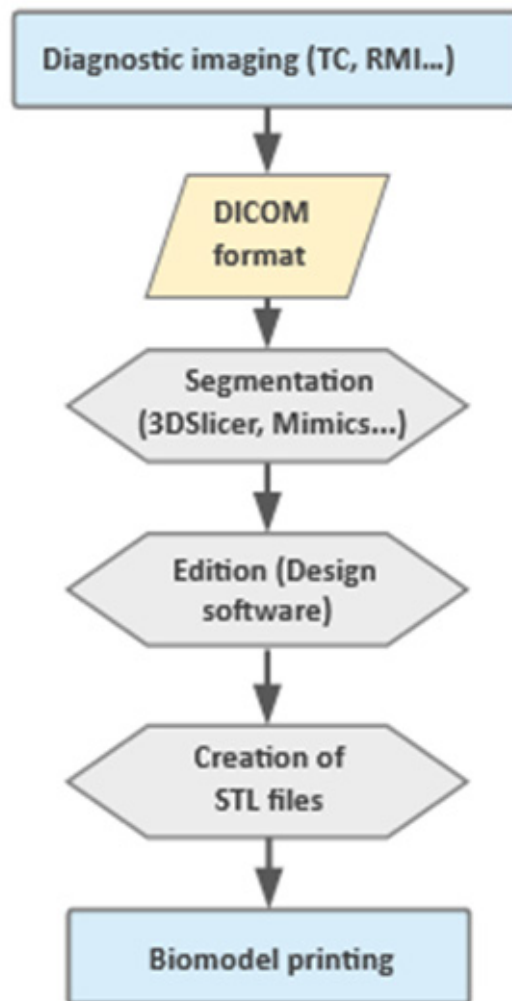 Diagnostic imaging (TC, RMI...)
DICOM
format
Segmentation
(3DSlicer, Mimics...)
Edition (Design
software)
Creation of
STL files
Biomodel printing